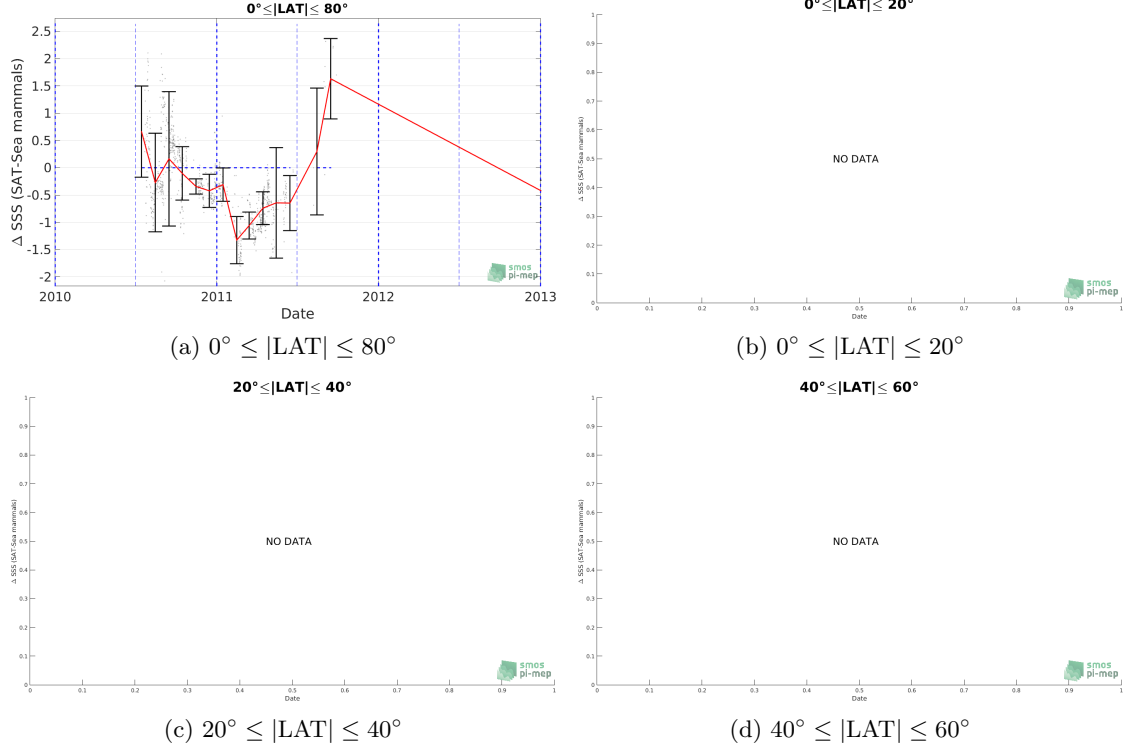 0°≤|LAT|≤ 80°
Δ SSS (SAT-Sea mammals)
2.5
2
1.5
1
0.5
0
-0.5
-1
-1.5
-2
2010 2011 2012 2013
Date
smos
pi-mep
(a) 0° ≤ |LAT| ≤ 80°
0°≤|LAT|≤ 20°
Δ SSS (SAT-Sea mammals)
1
0.9
0.8
0.7
0.6
0.5
0.4
0.3
0.2
0.1
0
NO DATA
0 0.1 0.2 0.3 0.4 0.5 0.6 0.7 0.8 0.9 1
Date
smos
pi-mep
(b) 0° ≤ |LAT| ≤ 20°
20°≤|LAT|≤ 40°
Δ SSS (SAT-Sea mammals)
1
0.9
0.8
0.7
0.6
0.5
0.4
0.3
0.2
0.1
0
NO DATA
0 0.1 0.2 0.3 0.4 0.5 0.6 0.7 0.8 0.9 1
Date
smos
pi-mep
(c) 20° ≤ |LAT| ≤ 40°
40°≤|LAT|≤ 60°
Δ SSS (SAT-Sea mammals)
1
0.9
0.8
0.7
0.6
0.5
0.4
0.3
0.2
0.1
0
NO DATA
0 0.1 0.2 0.3 0.4 0.5 0.6 0.7 0.8 0.9 1
Date
smos
pi-mep
(d) 40° ≤ |LAT| ≤ 60°